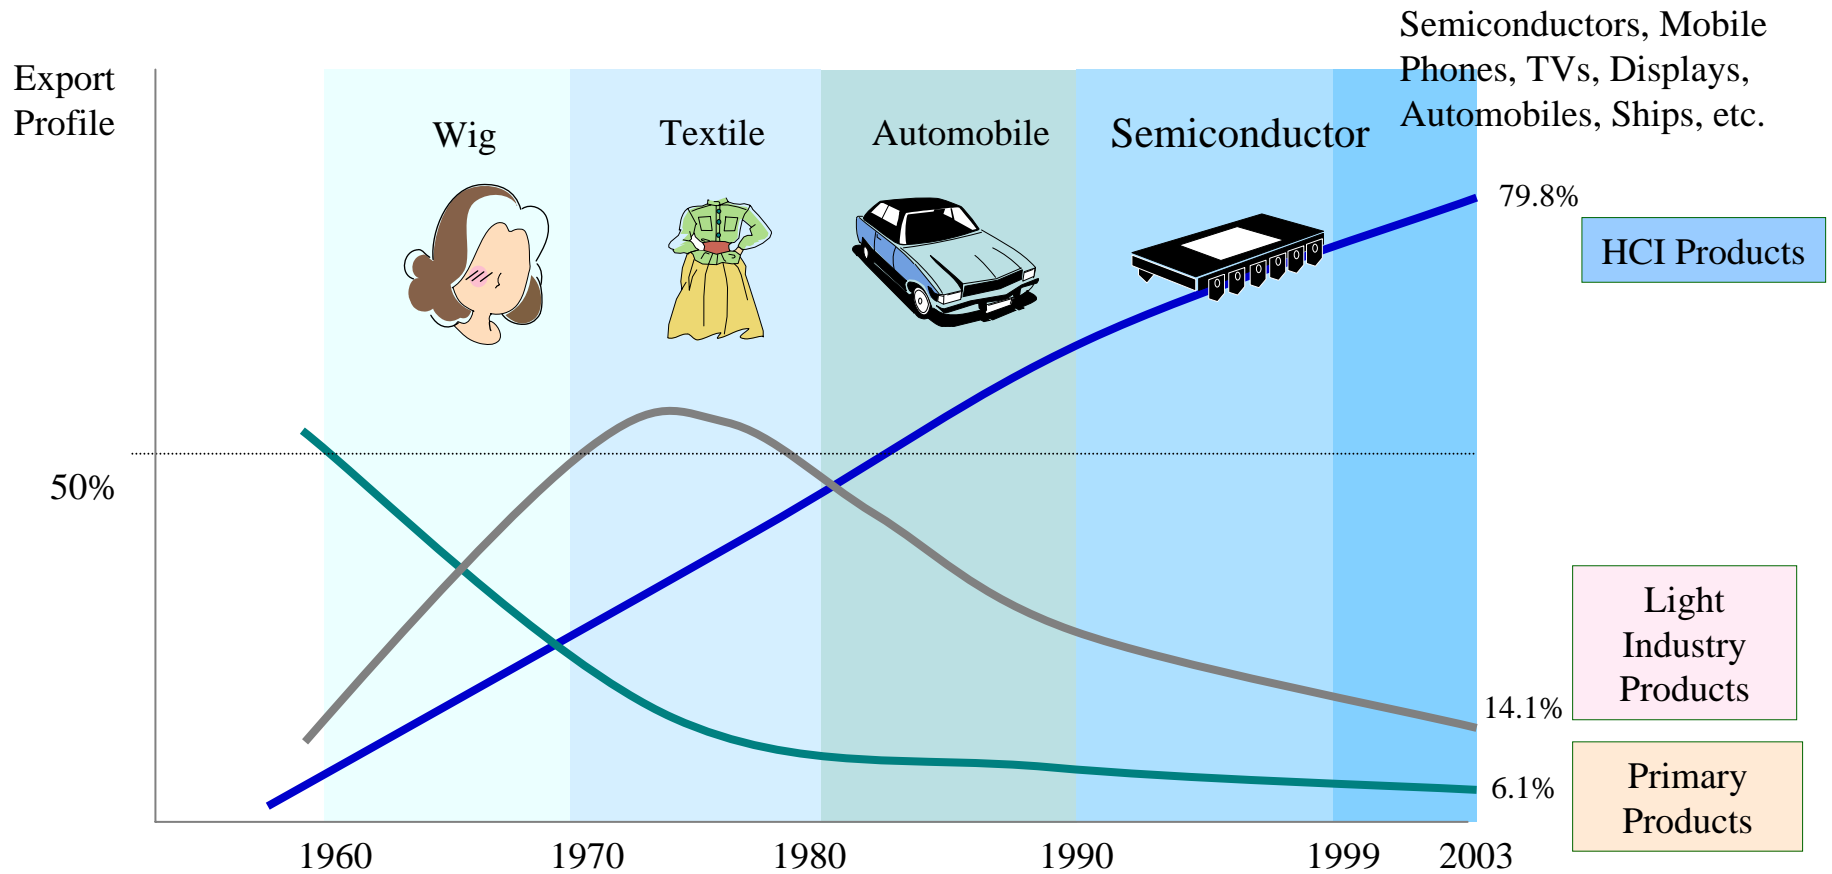 Semiconductors, Mobile
Phones, TVs, Displays,
Automobiles, Ships, etc.
Export
Profile
Wig
Textile
Automobile
Semiconductor
79.8%
HCI Products
50%
Light
Industry
Products
14.1%
6.1%
Primary
Products
1960
1970
1980
1990
1999
2003